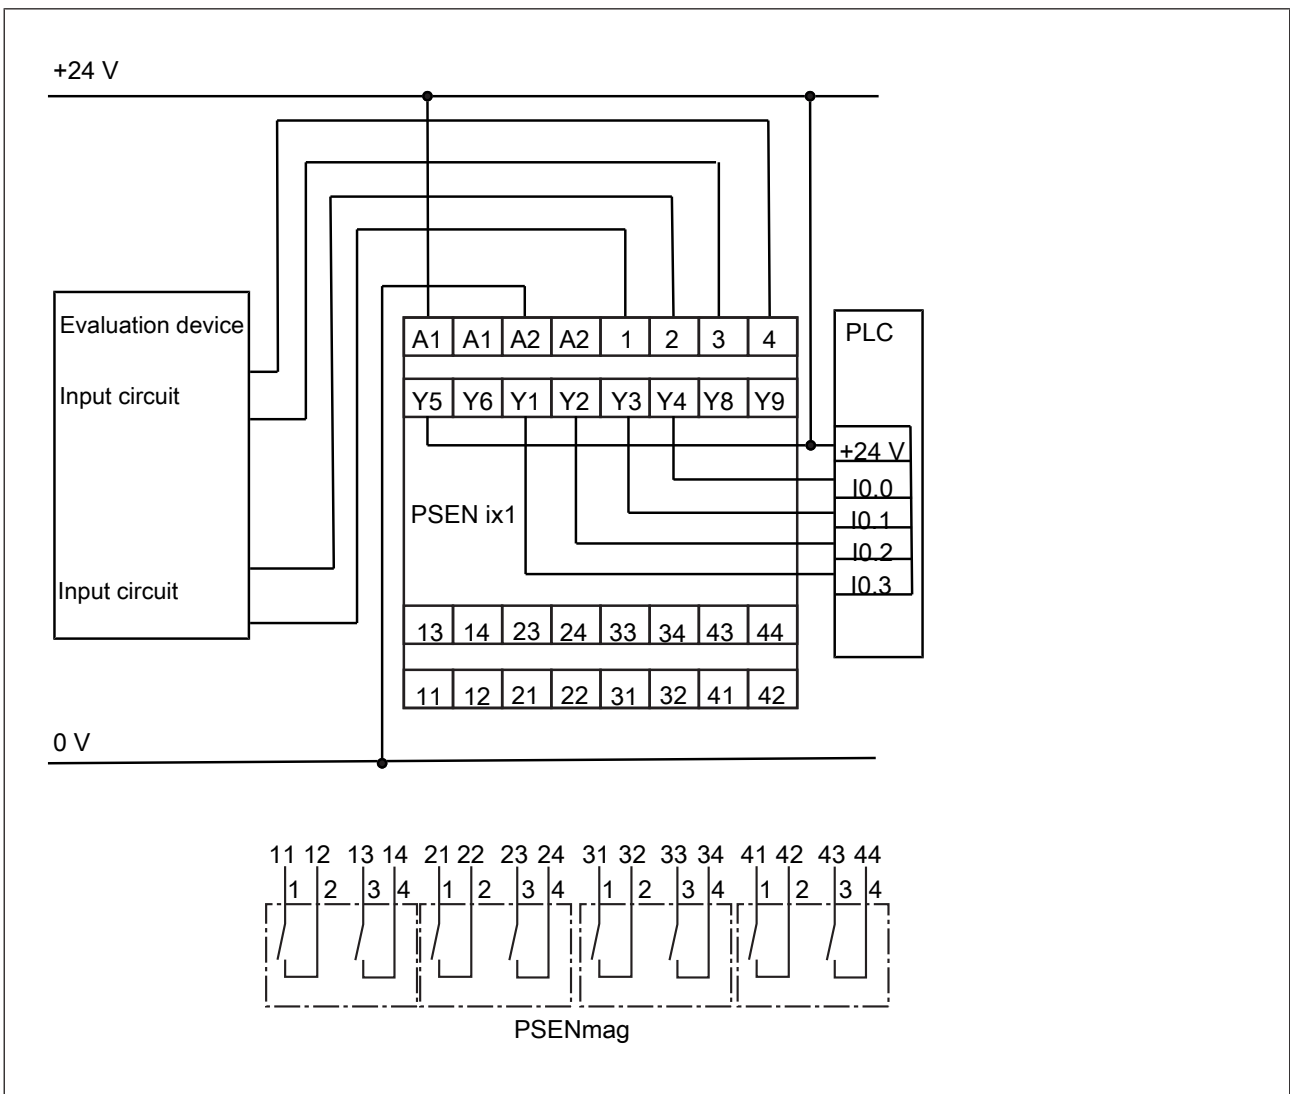 +24 V
Evaluation device
Input circuit
Input circuit
A1 A1 A2 A2 1 2 3 4
Y5 Y6 Y1 Y2 Y3 Y4 Y8 Y9
PSEN ix1
13 14 23 24 33 34 43 44
11 12 21 22 31 32 41 42
PLC
+24 V
I0.0
I0.1
I0.2
I0.3
0 V
11 12 13 14 21 22 23 24 31 32 33 34 41 42 43 44
1 2 3 4 1 2 3 4 1 2 3 4 1 2 3 4
PSENmag